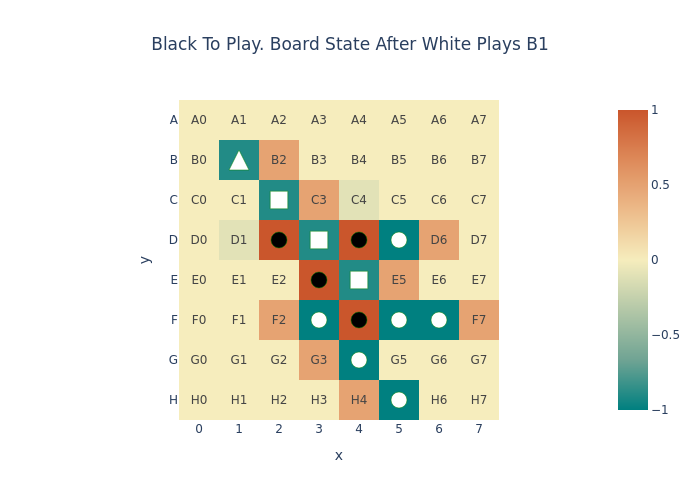 Black To Play. Board State After White Plays B1
A A0 A1 A2 A3 A4 A5 A6 A7
B B0 B2 B3 B4 B5 B6 B7
C C0 C1 C3 C4 C5 C6 C7
D D0 D1 D6 D7
E E0 E1 E2 E5 E6 E7
F F0 F1 F2 F7
G G0 G1 G2 G3 G5 G6 G7
H H0 H1 H2 H3 H4 H6 H7
0 1 2 3 4 5 6 7
x
y
1
0.5
0
−0.5
−1